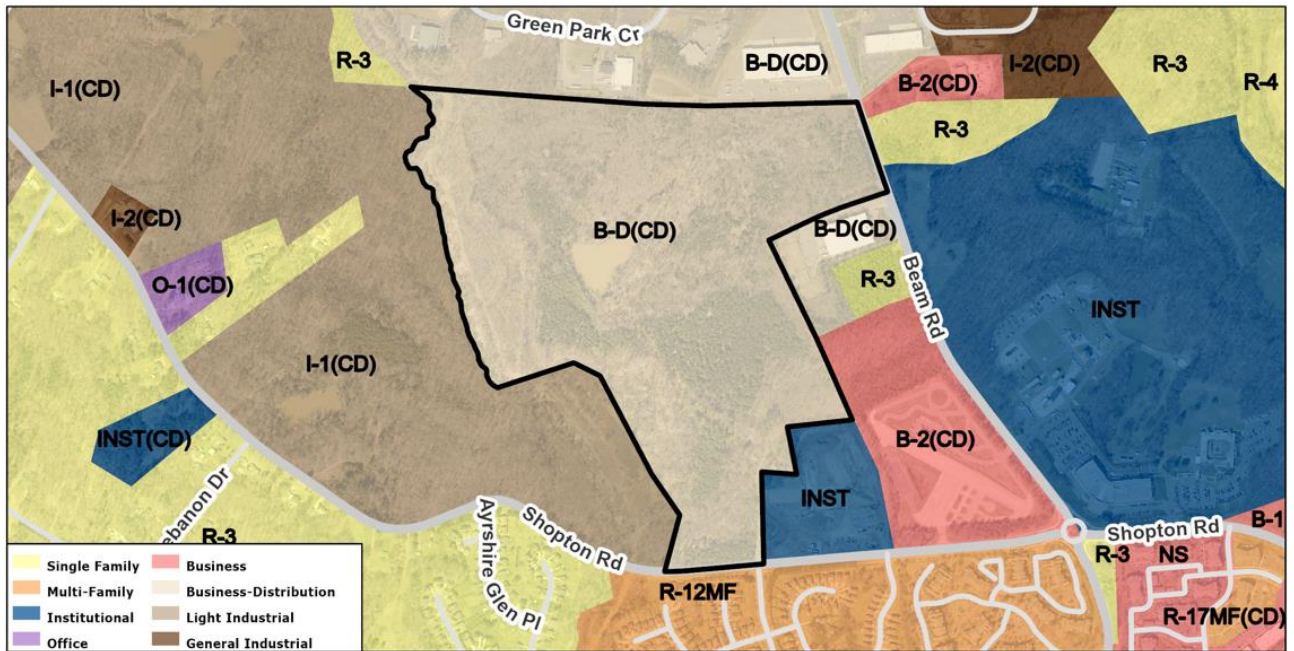 Green Park Cr
R-3
B-D(CD)
I-2(CD)
R-3
I-1(CD)
B-2(CD)
R-4
R-3
I-2(CD)
B-D(CD)
B-D(CD)
O-1(CD)
R-3
Beam Rd
INST
I-1(CD)
INST(CD)
B-2(CD)
INST
Ayrshire Glen Pl
Shopton Rd
Shopton Rd
B-1
R-3
R-3
NS
R-12MF
R-17MF(CD)
Single Family
Business
Multi-Family
Business-Distribution
Institutional
Light Industrial
Office
General Industrial